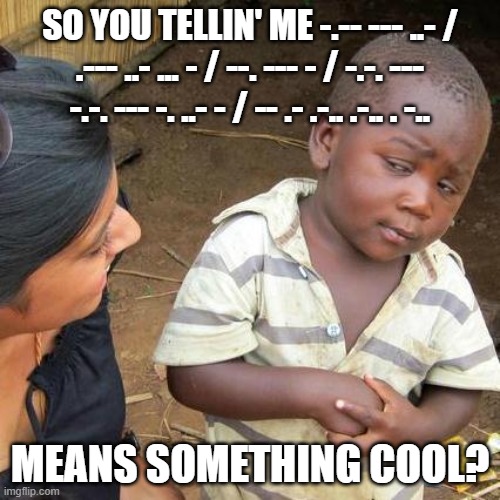 SO YOU TELLIN' ME -.-- --- ..- /
.--- ..- ... - / --. --- - / -.-. ---
-.-. --- -. ..- - / -- .- .-.. .-.. . -..
MEANS SOMETHING COOL?
imgflip.com